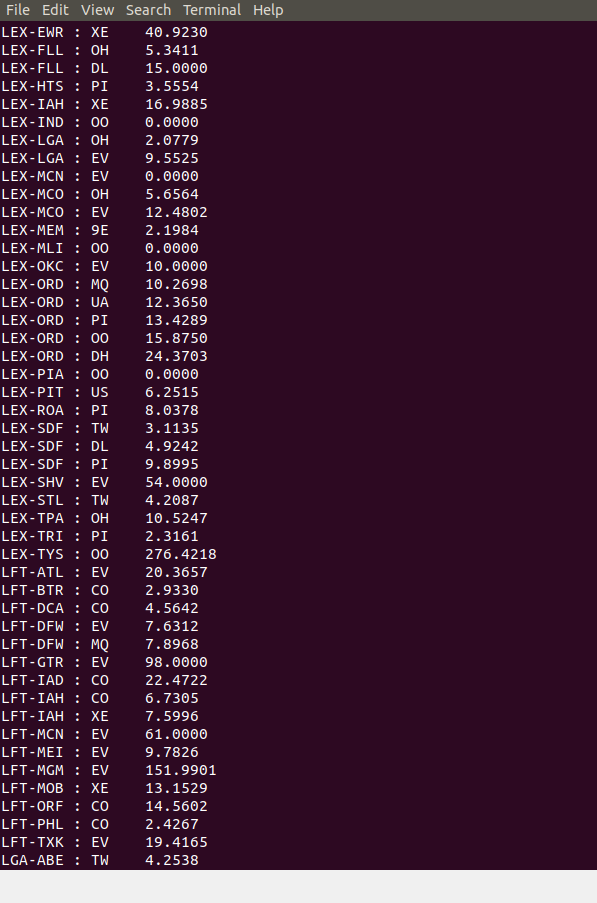 File Edit View Search Terminal Help
LEX-EWR : XE    40.9230
LEX-FLL : OH    5.3411
LEX-FLL : DL    15.0000
LEX-HTS : PI    3.5554
LEX-IAH : XE    16.9885
LEX-IND : OO    0.0000
LEX-LGA : OH    2.0779
LEX-LGA : EV    9.5525
LEX-MCN : EV    0.0000
LEX-MCO : OH    5.6564
LEX-MCO : EV    12.4802
LEX-MEM : 9E    2.1984
LEX-MLI : OO    0.0000
LEX-OKC : EV    10.0000
LEX-ORD : MQ    10.2698
LEX-ORD : UA    12.3650
LEX-ORD : PI    13.4289
LEX-ORD : OO    15.8750
LEX-ORD : DH    24.3703
LEX-PIA : OO    0.0000
LEX-PIT : US    6.2515
LEX-ROA : PI    8.0378
LEX-SDF : TW    3.1135
LEX-SDF : DL    4.9242
LEX-SDF : PI    9.8995
LEX-SHV : EV    54.0000
LEX-STL : TW    4.2087
LEX-TPA : OH    10.5247
LEX-TRI : PI    2.3161
LEX-TYS : OO    276.4218
LFT-ATL : EV    20.3657
LFT-BTR : CO    2.9330
LFT-DCA : CO    4.5642
LFT-DFW : EV    7.6312
LFT-DFW : MQ    7.8968
LFT-GTR : EV    98.0000
LFT-IAD : CO    22.4722
LFT-IAH : CO    6.7305
LFT-IAH : XE    7.5996
LFT-MCN : EV    61.0000
LFT-MEI : EV    9.7826
LFT-MGM : EV    151.9901
LFT-MOB : XE    13.1529
LFT-ORF : CO    14.5602
LFT-PHL : CO    2.4267
LFT-TXK : EV    19.4165
LGA-ABE : TW    4.2538